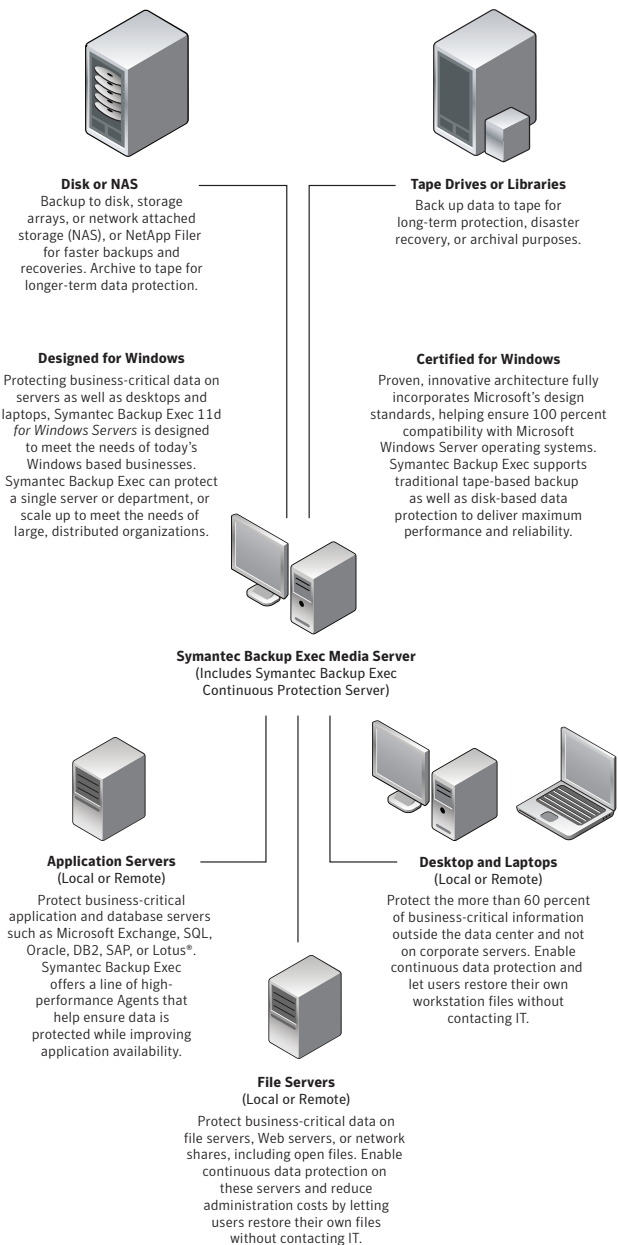 Disk or NAS
Backup to disk, storage
arrays, or network attached
storage (NAS), or NetApp Filer
for faster backups and
recoveries. Archive to tape for
longer-term data protection.
Tape Drives or Libraries
Back up data to tape for
long-term protection, disaster
recovery, or archival purposes.
Designed for Windows
Protecting business-critical data on
servers as well as desktops and
laptops, Symantec Backup Exec 11d
for Windows Servers is designed
to meet the needs of today’s
Windows based businesses.
Symantec Backup Exec can protect
a single server or department, or
scale up to meet the needs of
large, distributed organizations.
Certified for Windows
Proven, innovative architecture fully
incorporates Microsoft’s design
standards, helping ensure 100 percent
compatibility with Microsoft
Windows Server operating systems.
Symantec Backup Exec supports
traditional tape-based backup
as well as disk-based data
protection to deliver maximum
performance and reliability.
Symantec Backup Exec Media Server
(Includes Symantec Backup Exec
Continuous Protection Server)
Application Servers
(Local or Remote)
Protect business-critical
application and database servers
such as Microsoft Exchange, SQL,
Oracle, DB2, SAP, or Lotus®.
Symantec Backup Exec
offers a line of high-
performance Agents that
help ensure data is
protected while improving
application availability.
Desktop and Laptops
(Local or Remote)
Protect the more than 60 percent
of business-critical information
outside the data center and not
on corporate servers. Enable
continuous data protection and
let users restore their own
workstation files without
contacting IT.
File Servers
(Local or Remote)
Protect business-critical data on
file servers, Web servers, or network
shares, including open files. Enable
continuous data protection on
these servers and reduce
administration costs by letting
users restore their own files
without contacting IT.